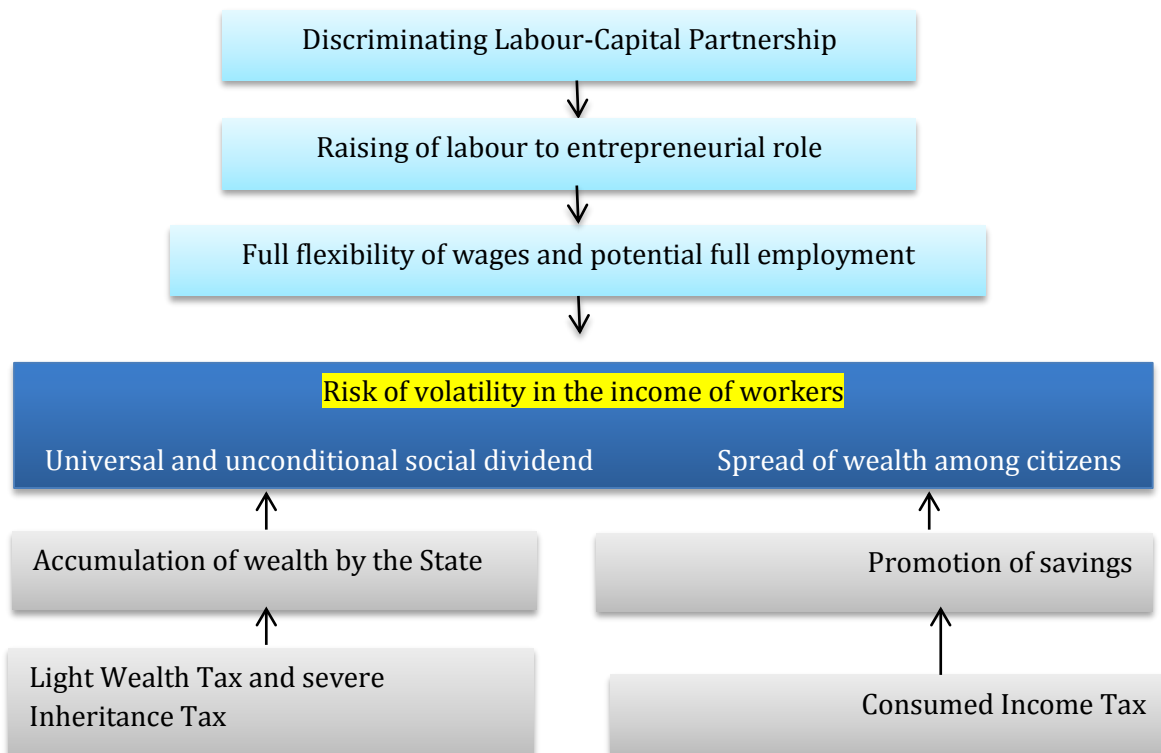 Discriminating Labour-Capital Partnership
Raising of labour to entrepreneurial role
Full flexibility of wages and potential full employment
Risk of volatility in the income of workers
Universal and unconditional social dividend
Spread of wealth among citizens
Accumulation of wealth by the State
Promotion of savings
Light Wealth Tax and severe
Inheritance Tax
Consumed Income Tax